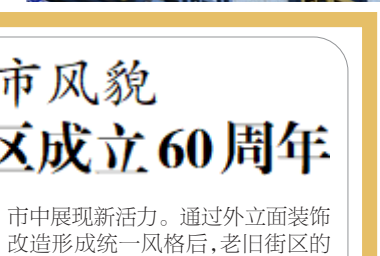 市风貌
区成立60周年
市中展现新活力。通过外立面装饰
改造形成统一风格后,老旧街区的